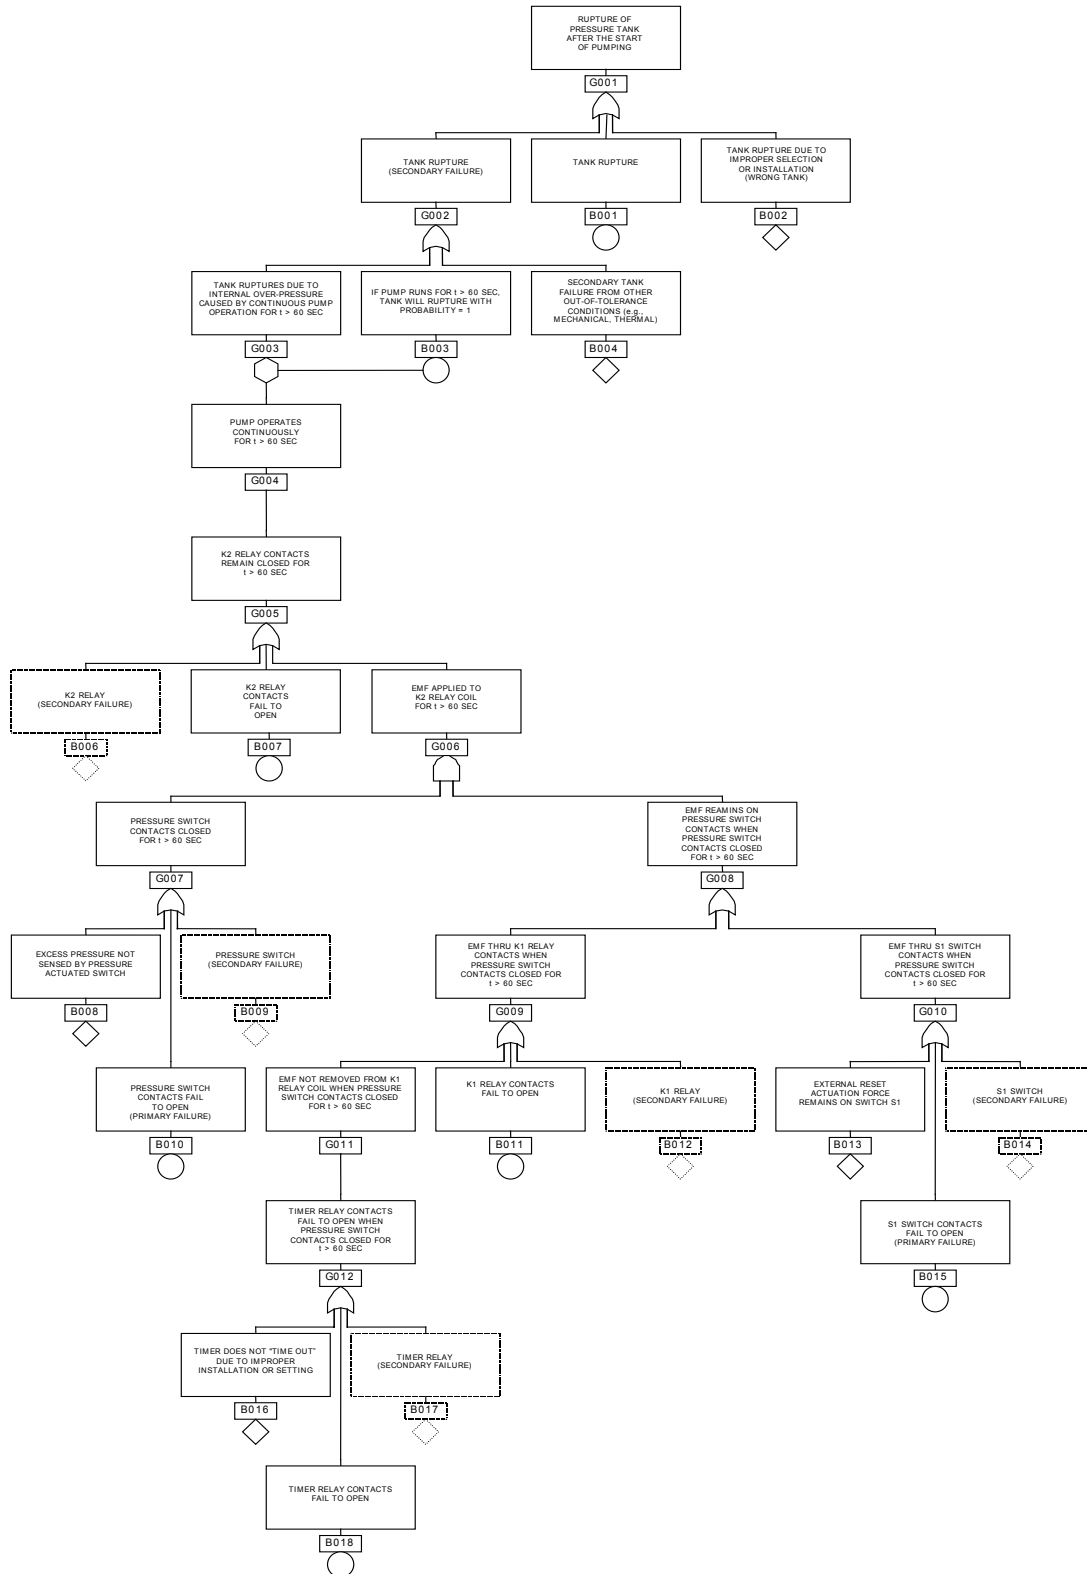 RUPTURE OF
PRESSURE TANK
AFTER THE START
OF PUMPING
G001
TANK RUPTURE
(SECONDARY FAILURE)
G002
TANK RUPTURE
B001
TANK RUPTURE DUE TO
IMPROPER SELECTION
OR INSTALLATION
(WRONG TANK)
B002
TANK RUPTURES DUE TO
INTERNAL OVER-PRESSURE
CAUSED BY CONTINUOUS PUMP
OPERATION FOR t > 60 SEC
G003
IF PUMP RUNS FOR t > 60 SEC,
TANK WILL RUPTURE WITH
PROBABILITY = 1
B003
SECONDARY TANK
FAILURE FROM OTHER
OUT-OF-TOLERANCE
CONDITIONS (e.g.,
MECHANICAL, THERMAL)
B004
PUMP OPERATES
CONTINUOUSLY
FOR t > 60 SEC
G004
K2 RELAY CONTACTS
REMAIN CLOSED FOR
t > 60 SEC
G005
K2 RELAY
(SECONDARY FAILURE)
B006
K2 RELAY
CONTACTS
FAIL TO
OPEN
B007
EMF APPLIED TO
K2 RELAY COIL
FOR t > 60 SEC
G006
PRESSURE SWITCH
CONTACTS CLOSED
FOR t > 60 SEC
G007
EMF REAMINS ON
PRESSURE SWITCH
CONTACTS WHEN
PRESSURE SWITCH
CONTACTS CLOSED
FOR t > 60 SEC
G008
EXCESS PRESSURE NOT
SENSED BY PRESSURE
ACTUATED SWITCH
B008
PRESSURE SWITCH
(SECONDARY FAILURE)
B009
EMF THRU K1 RELAY
CONTACTS WHEN
PRESSURE SWITCH
CONTACTS CLOSED FOR
t > 60 SEC
G009
EMF THRU S1 SWITCH
CONTACTS WHEN
PRESSURE SWITCH
CONTACTS CLOSED FOR
t > 60 SEC
G010
PRESSURE SWITCH
CONTACTS FAIL
TO OPEN
(PRIMARY FAILURE)
B010
EMF NOT REMOVED FROM K1
RELAY COIL WHEN PRESSURE
SWITCH CONTACTS CLOSED
FOR t > 60 SEC
G011
K1 RELAY CONTACTS
FAIL TO OPEN
B011
K1 RELAY
(SECONDARY FAILURE)
B012
EXTERNAL RESET
ACTUATION FORCE
REMAINS ON SWITCH S1
B013
S1 SWITCH
(SECONDARY FAILURE)
B014
TIMER RELAY CONTACTS
FAIL TO OPEN WHEN
PRESSURE SWITCH
CONTACTS CLOSED FOR
t > 60 SEC
G012
S1 SWITCH CONTACTS
FAIL TO OPEN
(PRIMARY FAILURE)
B015
TIMER DOES NOT "TIME OUT"
DUE TO IMPROPER
INSTALLATION OR SETTING
B016
TIMER RELAY
(SECONDARY FAILURE)
B017
TIMER RELAY CONTACTS
FAIL TO OPEN
B018